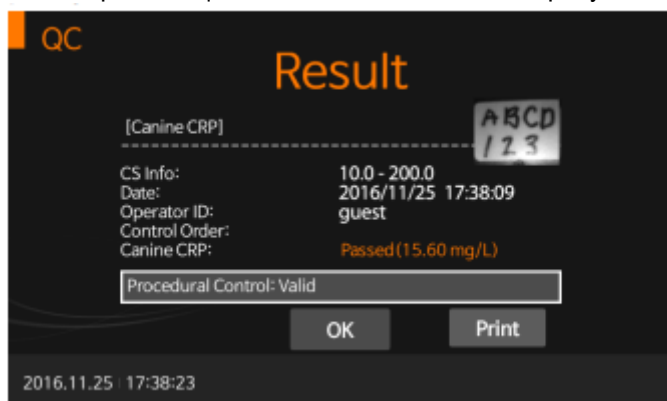 QC
Result
[Canine CRP]
ABCD
123
CS Info: 10.0 - 200.0
Date: 2016/11/25 17:38:09
Operator ID: guest
Control Order:
Canine CRP: Passed(15.60 mg/L)
Procedural Control: Valid
OK Print
2016.11.25 17:38:23